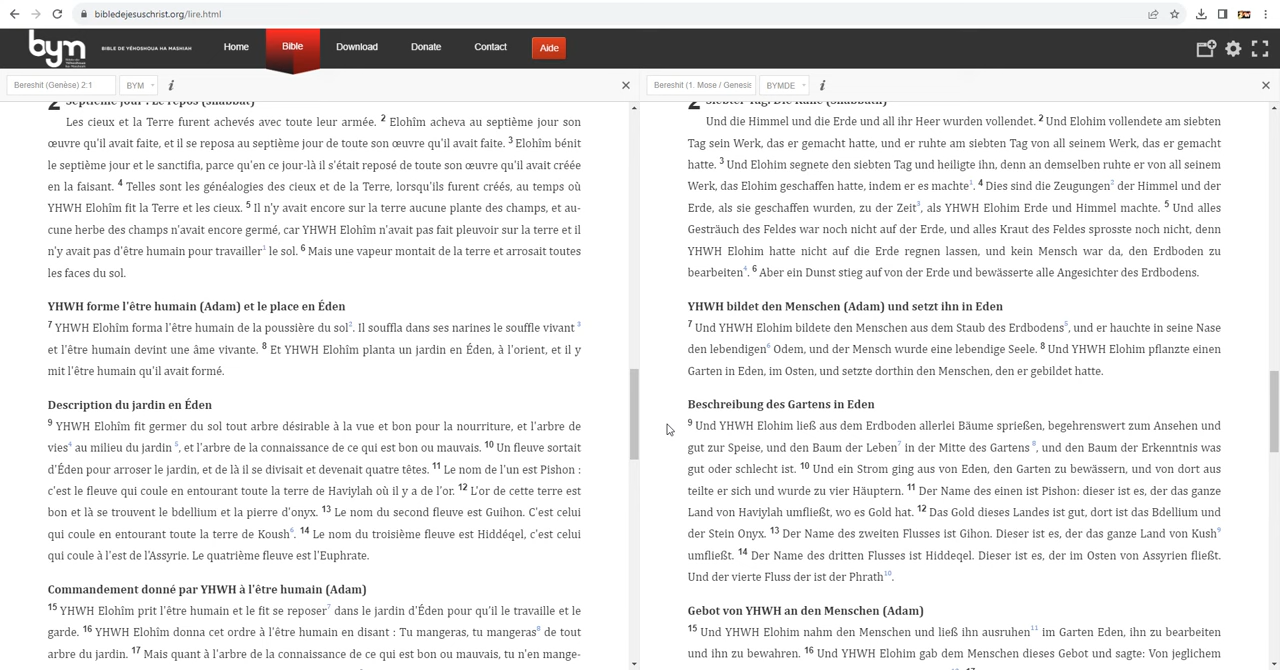 bibledejesuschrist.org/lire.html
bym
BIBLE DE YÉHOSHOUA HA MASHIAH
Home
Bible
Download
Donate
Contact
Aide
Bereshit (Genèse) 2:1
BYM
Bereshit (1. Mose / Genesis
BYMDE
2 Septième jour : Le repos (shabbat)
Les cieux et la Terre furent achevés avec toute leur armée. 2 Elohîm acheva au septième jour son
œuvre qu'il avait faite, et il se reposa au septième jour de toute son œuvre qu'il avait faite. 3 Elohîm bénit
le septième jour et le sanctifia, parce qu'en ce jour-là il s'était reposé de toute son œuvre qu'il avait créée
en la faisant. 4 Telles sont les généalogies des cieux et de la Terre, lorsqu'ils furent créés, au temps où
YHWH Elohîm fit la Terre et les cieux. 5 Il n'y avait encore sur la terre aucune plante des champs, et au-
cune herbe des champs n'avait encore germé, car YHWH Elohîm n'avait pas fait pleuvoir sur la terre et il
n'y avait pas d'être humain pour travailler1 le sol. 6 Mais une vapeur montait de la terre et arrosait toutes
les faces du sol.
YHWH forme l'être humain (Adam) et le place en Éden
7 YHWH Elohîm forma l'être humain de la poussière du sol2. Il souffla dans ses narines le souffle vivant 3
et l'être humain devint une âme vivante. 8 Et YHWH Elohîm planta un jardin en Éden, à l'orient, et il y
mit l'être humain qu'il avait formé.
Description du jardin en Éden
9 YHWH Elohîm fit germer du sol tout arbre désirable à la vue et bon pour la nourriture, et l'arbre de
vies4 au milieu du jardin 5, et l'arbre de la connaissance de ce qui est bon ou mauvais. 10 Un fleuve sortait
d'Éden pour arroser le jardin, et de là il se divisait et devenait quatre têtes. 11 Le nom de l'un est Pishon :
c'est le fleuve qui coule en entourant toute la terre de Haviylah où il y a de l'or. 12 L'or de cette terre est
bon et là se trouvent le bdellium et la pierre d'onyx. 13 Le nom du second fleuve est Guihon. C'est celui
qui coule en entourant toute la terre de Koush6. 14 Le nom du troisième fleuve est Hiddéqel, c'est celui
qui coule à l'est de l'Assyrie. Le quatrième fleuve est l'Euphrate.
Commandement donné par YHWH à l'être humain (Adam)
15 YHWH Elohîm prit l'être humain et le fit se reposer7 dans le jardin d'Éden pour qu'il le travaille et le
garde. 16 YHWH Elohîm donna cet ordre à l'être humain en disant : Tu mangeras, tu mangeras8 de tout
arbre du jardin. 17 Mais quant à l'arbre de la connaissance de ce qui est bon ou mauvais, tu n'en mange-
2 Siebter Tag: Die Ruhe (Shabbath)
Und die Himmel und die Erde und all ihr Heer wurden vollendet. 2 Und Elohim vollendete am siebten
Tag sein Werk, das er gemacht hatte, und er ruhte am siebten Tag von all seinem Werk, das er gemacht
hatte. 3 Und Elohim segnete den siebten Tag und heiligte ihn, denn an demselben ruhte er von all seinem
Werk, das Elohim geschaffen hatte, indem er es machte1. 4 Dies sind die Zeugungen2 der Himmel und der
Erde, als sie geschaffen wurden, zu der Zeit3, als YHWH Elohim Erde und Himmel machte. 5 Und alles
Gesträuch des Feldes war noch nicht auf der Erde, und alles Kraut des Feldes sprosste noch nicht, denn
YHWH Elohim hatte nicht auf die Erde regnen lassen, und kein Mensch war da, den Erdboden zu
bearbeiten4. 6 Aber ein Dunst stieg auf von der Erde und bewässerte alle Angesichter des Erdbodens.
YHWH bildet den Menschen (Adam) und setzt ihn in Eden
7 Und YHWH Elohim bildete den Menschen aus dem Staub des Erdbodens5, und er hauchte in seine Nase
den lebendigen6 Odem, und der Mensch wurde eine lebendige Seele. 8 Und YHWH Elohim pflanzte einen
Garten in Eden, im Osten, und setzte dorthin den Menschen, den er gebildet hatte.
Beschreibung des Gartens in Eden
9 Und YHWH Elohim ließ aus dem Erdboden allerlei Bäume sprießen, begehrenswert zum Ansehen und
gut zur Speise, und den Baum der Leben7 in der Mitte des Gartens 8, und den Baum der Erkenntnis was
gut oder schlecht ist. 10 Und ein Strom ging aus von Eden, den Garten zu bewässern, und von dort aus
teilte er sich und wurde zu vier Häuptern. 11 Der Name des einen ist Pishon: dieser ist es, der das ganze
Land von Haviylah umfließt, wo es Gold hat. 12 Das Gold dieses Landes ist gut, dort ist das Bdellium und
der Stein Onyx. 13 Der Name des zweiten Flusses ist Gihon. Dieser ist es, der das ganze Land von Kush9
umfließt. 14 Der Name des dritten Flusses ist Hiddeqel. Dieser ist es, der im Osten von Assyrien fließt.
Und der vierte Fluss der ist der Phrath10.
Gebot von YHWH an den Menschen (Adam)
15 Und YHWH Elohim nahm den Menschen und ließ ihn ausruhen11 im Garten Eden, ihn zu bearbeiten
und ihn zu bewahren. 16 Und YHWH Elohim gab dem Menschen dieses Gebot und sagte: Von jeglichem